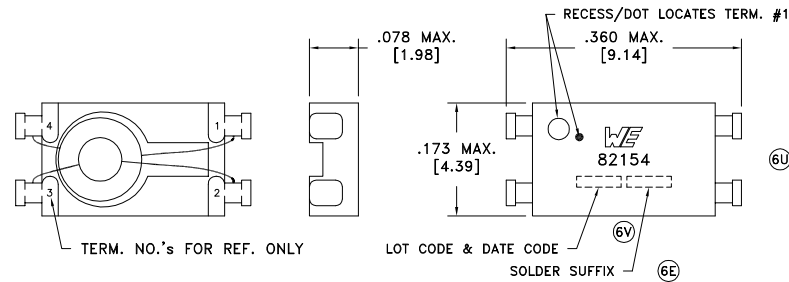 RECESS/DOT LOCATES TERM. #1
.078 MAX.
[1.98]
.360 MAX.
[9.14]
4
1
3
2
.173 MAX.
[4.39]
WE
82154
6U
TERM. NO.'s FOR REF. ONLY
LOT CODE & DATE CODE
6V
SOLDER SUFFIX
6E